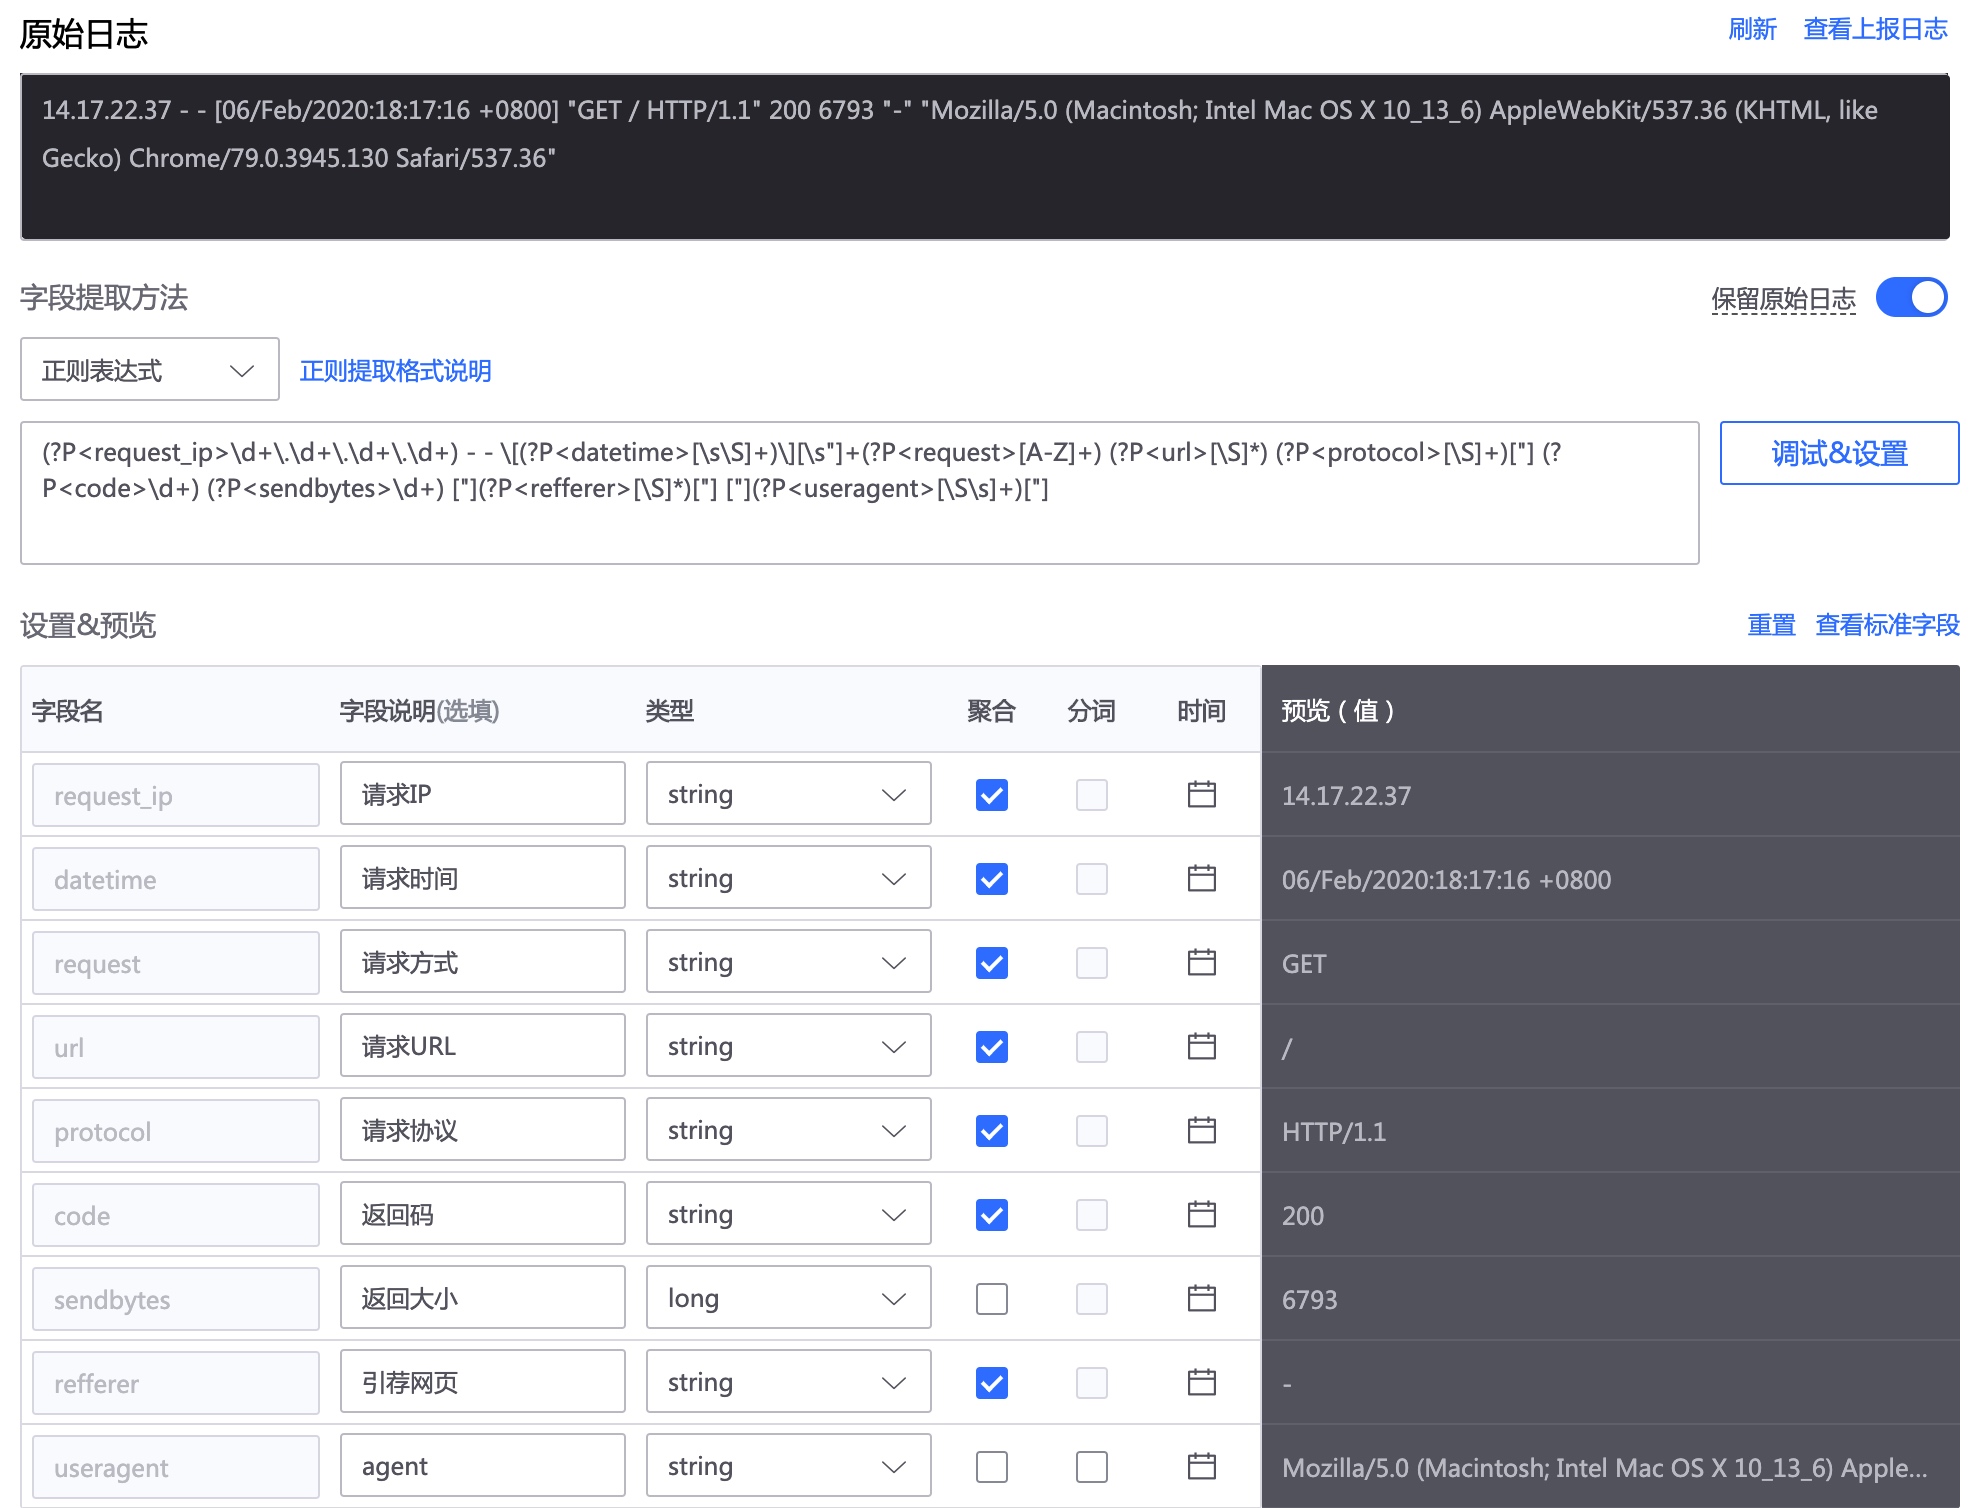 原始日志
刷新 查看上报日志
14.17.22.37 - - [06/Feb/2020:18:17:16 +0800] "GET / HTTP/1.1" 200 6793 "-" "Mozilla/5.0 (Macintosh; Intel Mac OS X 10_13_6) AppleWebKit/537.36 (KHTML, like
Gecko) Chrome/79.0.3945.130 Safari/537.36"
字段提取方法
保留原始日志
正则表达式 正则提取格式说明
(?P<request_ip>\d+\.\d+\.\d+\.\d+) - - \[(?P<datetime>[\s\S]+)\][\s"]+(?P<request>[A-Z]+) (?P<url>[\S]*) (?P<protocol>[\S]+)["] (?
P<code>\d+) (?P<sendbytes>\d+) ["](?P<refferer>[\S]*)["] ["](?P<useragent>[\S\s]+)["]
调试&设置
设置&预览
重置 查看标准字段
字段名 字段说明(选填) 类型 聚合 分词 时间 预览 ( 值 )
request_ip 请求IP string 14.17.22.37
datetime 请求时间 string 06/Feb/2020:18:17:16 +0800
request 请求方式 string GET
url 请求URL string /
protocol 请求协议 string HTTP/1.1
code 返回码 string 200
sendbytes 返回大小 long 6793
refferer 引荐网页 string -
useragent agent string Mozilla/5.0 (Macintosh; Intel Mac OS X 10_13_6) Apple...